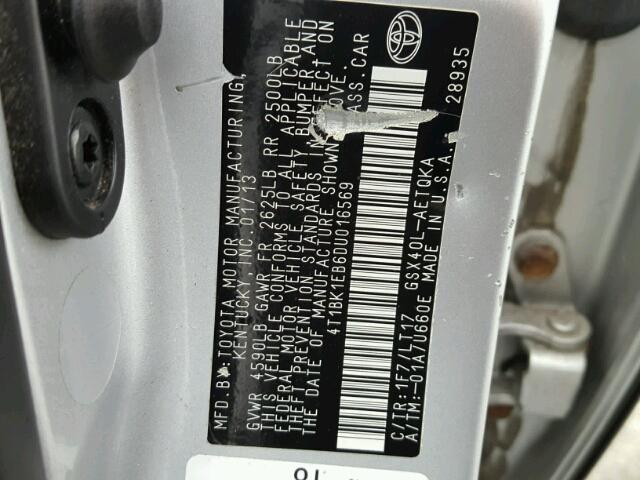 MFD. BY: TOYOTA MOTOR MANUFACTURING,
KENTUCKY, INC. 01/13
GVWR 4590LB GAWR FR 2625LB RR 2500LB
THIS VEHICLE CONFORMS TO ALL APPLICABLE
FEDERAL MOTOR VEHICLE SAFETY, BUMPER AND
THEFT PREVENTION STANDARDS IN EFFECT ON
THE DATE OF MANUFACTURE SHOWN ABOVE.
4T1BK1EB6DU016569 PASS.CAR
C/TR:1F7/LT17 GSX40L-AETQKA
A/TM:-01A/U660E MADE IN U.S.A. 28935